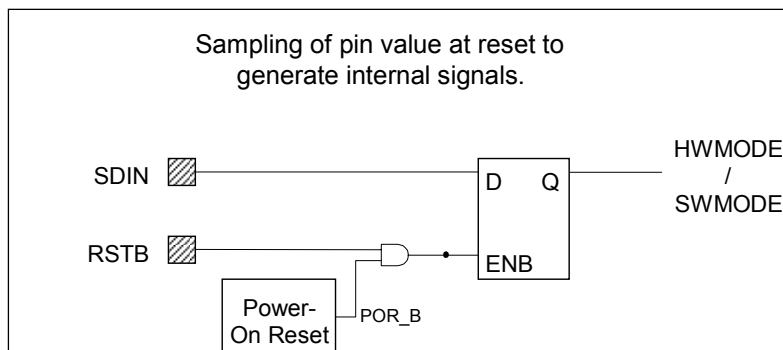 Sampling of pin value at reset to
generate internal signals.
HWMODE
/
SWMODE
SDIN
D Q
RSTB
ENB
Power-
On Reset
POR_B